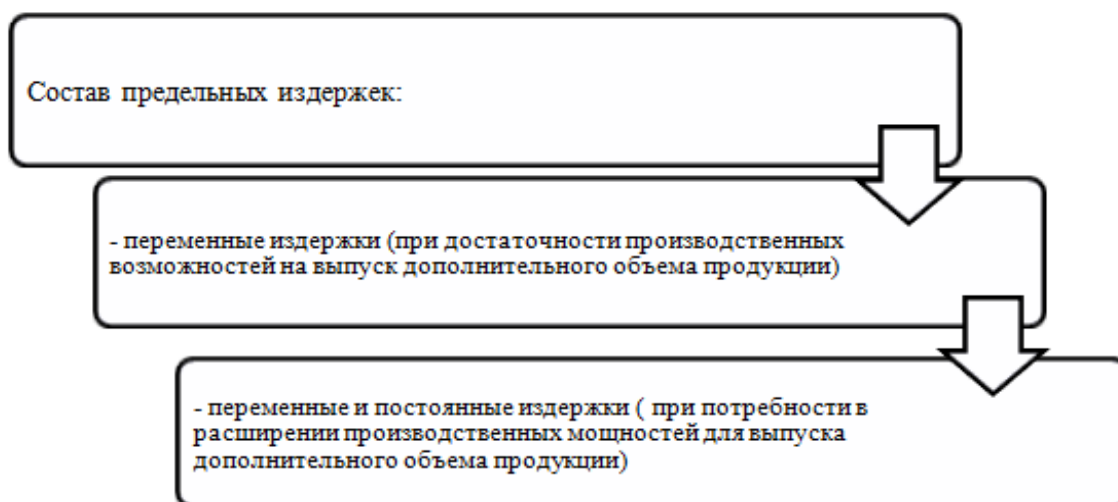 Состав предельных издержек:
- переменные издержки (при достаточности производственных
возможностей на выпуск дополнительного объема продукции)
- переменные и постоянные издержки ( при потребности в
расширении производственных мощностей для выпуска
дополнительного объема продукции)